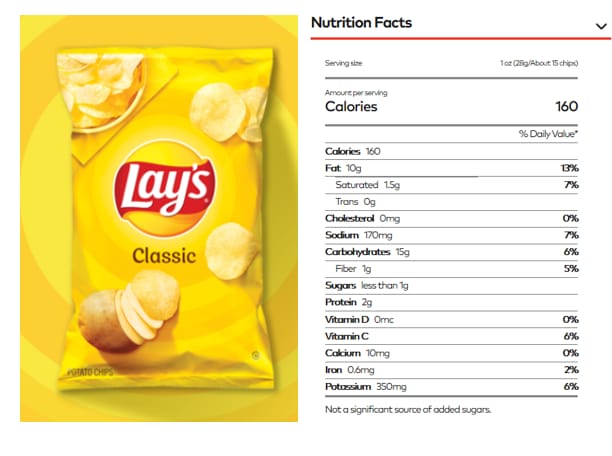 Lay's
Classic
POTATO CHIPS
Nutrition Facts
Serving size 1 oz (28g/About 15 chips)
Amount per serving
Calories 160
% Daily Value*
Calories 160
Fat 10g 13%
Saturated 1.5g 7%
Trans 0g
Cholesterol 0mg 0%
Sodium 170mg 7%
Carbohydrates 15g 6%
Fiber 1g 5%
Sugars less than 1g
Protein 2g
Vitamin D 0mc 0%
Vitamin C 6%
Calcium 10mg 0%
Iron 0.6mg 2%
Potassium 350mg 6%
Not a significant source of added sugars.